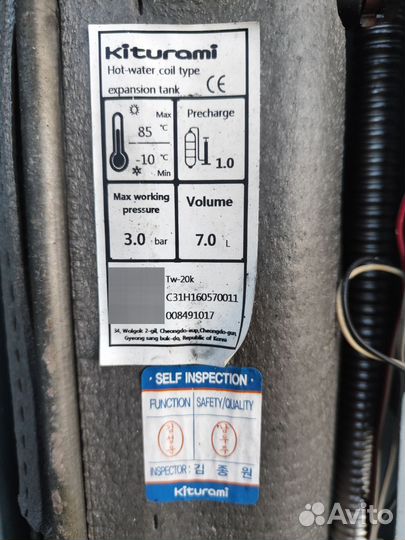 Kiturami
Hot-water coil type
expansion tank CE
Max
85 °C
-10 °C
Min
Precharge
1.0
Max working
pressure
3.0 bar
Volume
7.0 L
Tw-20k
C31H160570011
008491017
34, Wolgok 2-gil, Cheongdo-eup, Cheongdo-gun,
Gyeong sang buk-do, Republic of Korea
· SELF INSPECTION ·
FUNCTION SAFETY/QUALITY
INSPECTOR: 김 종 원
Kiturami
Avito